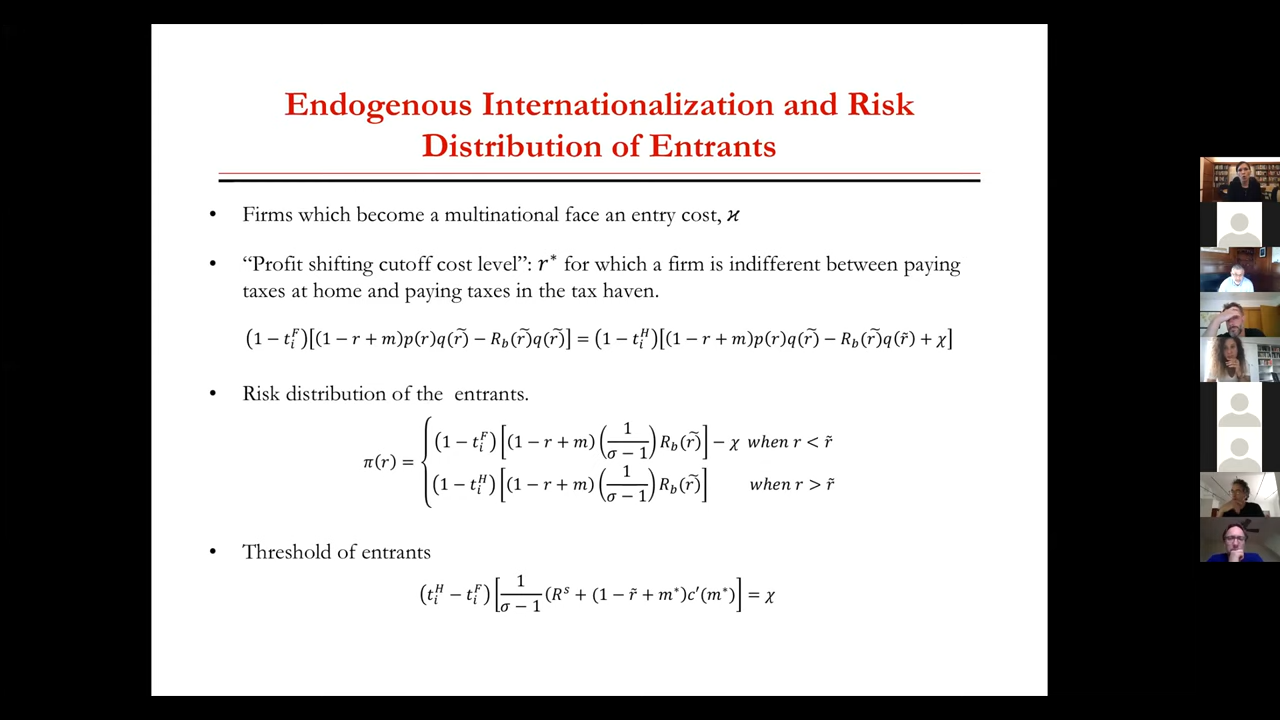 Endogenous Internationalization and Risk
Distribution of Entrants
• Firms which become a multinational face an entry cost, ϰ
• “Profit shifting cutoff cost level”: r* for which a firm is indifferent between paying
taxes at home and paying taxes in the tax haven.
(1 − t_i^F)[(1 − r + m)p(r)q(r̃) − R_b(r̃)q(r̃)] = (1 − t_i^H)[(1 − r + m)p(r)q(r̃) − R_b(r̃)q(r̃) + χ]
• Risk distribution of the entrants.
π(r) = { (1 − t_i^F)[(1 − r + m)(1/(σ − 1))R_b(r̃)] − χ when r < r̃
(1 − t_i^H)[(1 − r + m)(1/(σ − 1))R_b(r̃)] when r > r̃
• Threshold of entrants
(t_i^H − t_i^F)[1/(σ − 1)(R^s + (1 − r̃ + m*)c′(m*)] = χ